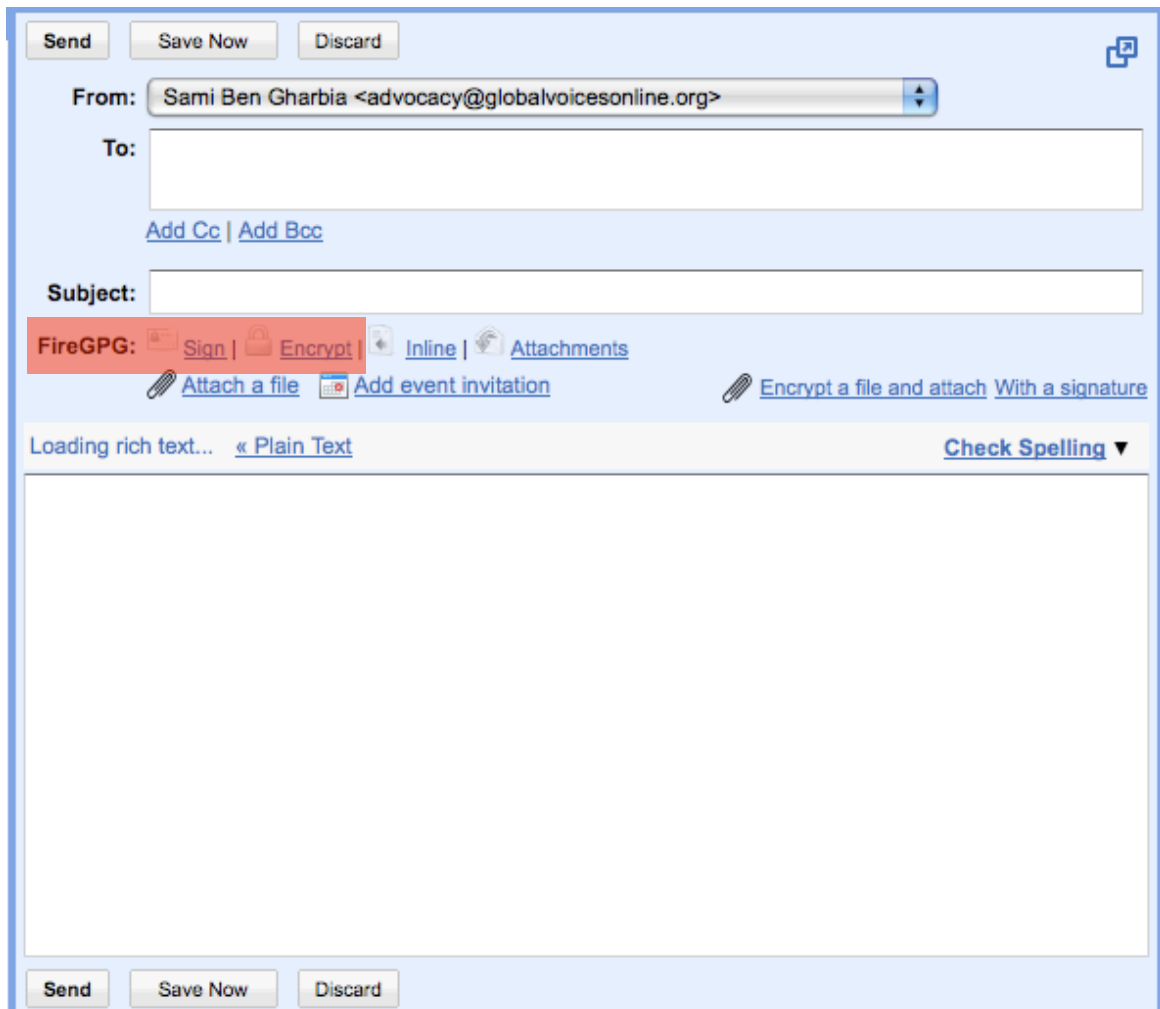 Send Save Now Discard
From: Sami Ben Gharbia <advocacy@globalvoicesonline.org>
To:
Add Cc | Add Bcc
Subject:
FireGPG: Sign | Encrypt | Inline | Attachments
Attach a file Add event invitation Encrypt a file and attach With a signature
Loading rich text... « Plain Text Check Spelling ▼
Send Save Now Discard